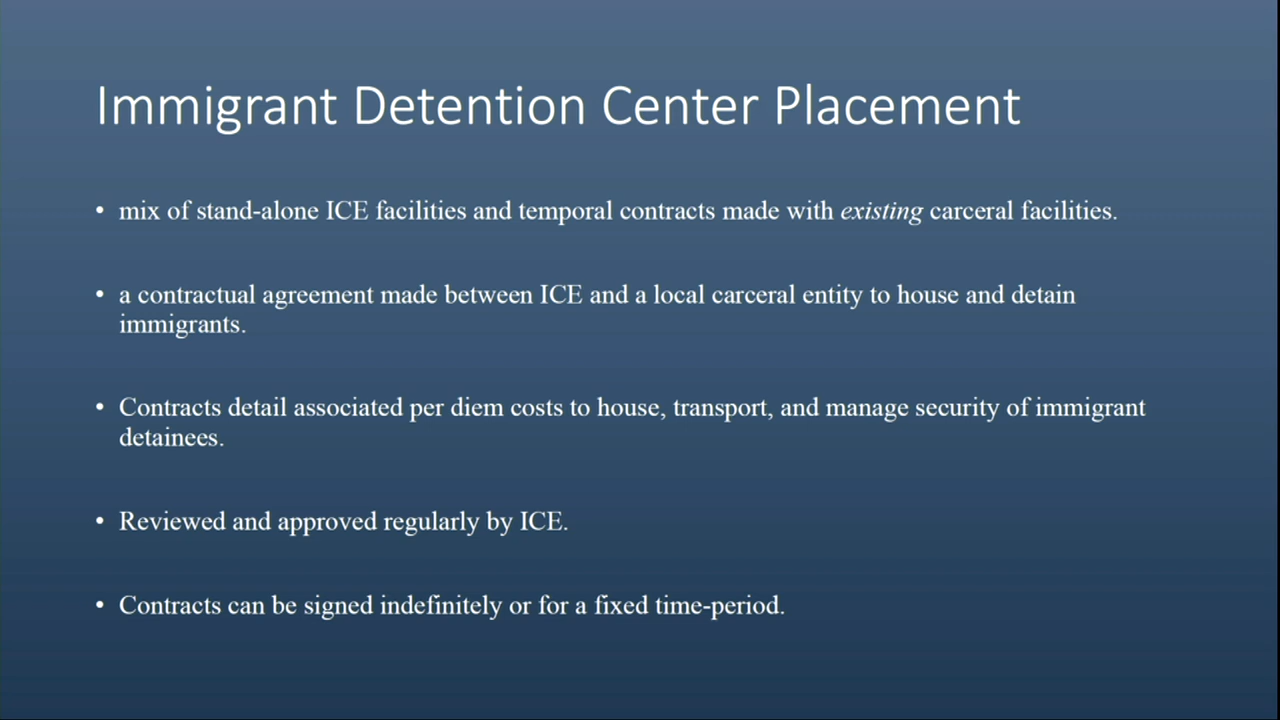 Immigrant Detention Center Placement
• mix of stand-alone ICE facilities and temporal contracts made with existing carceral facilities.
• a contractual agreement made between ICE and a local carceral entity to house and detain
immigrants.
• Contracts detail associated per diem costs to house, transport, and manage security of immigrant
detainees.
• Reviewed and approved regularly by ICE.
• Contracts can be signed indefinitely or for a fixed time-period.